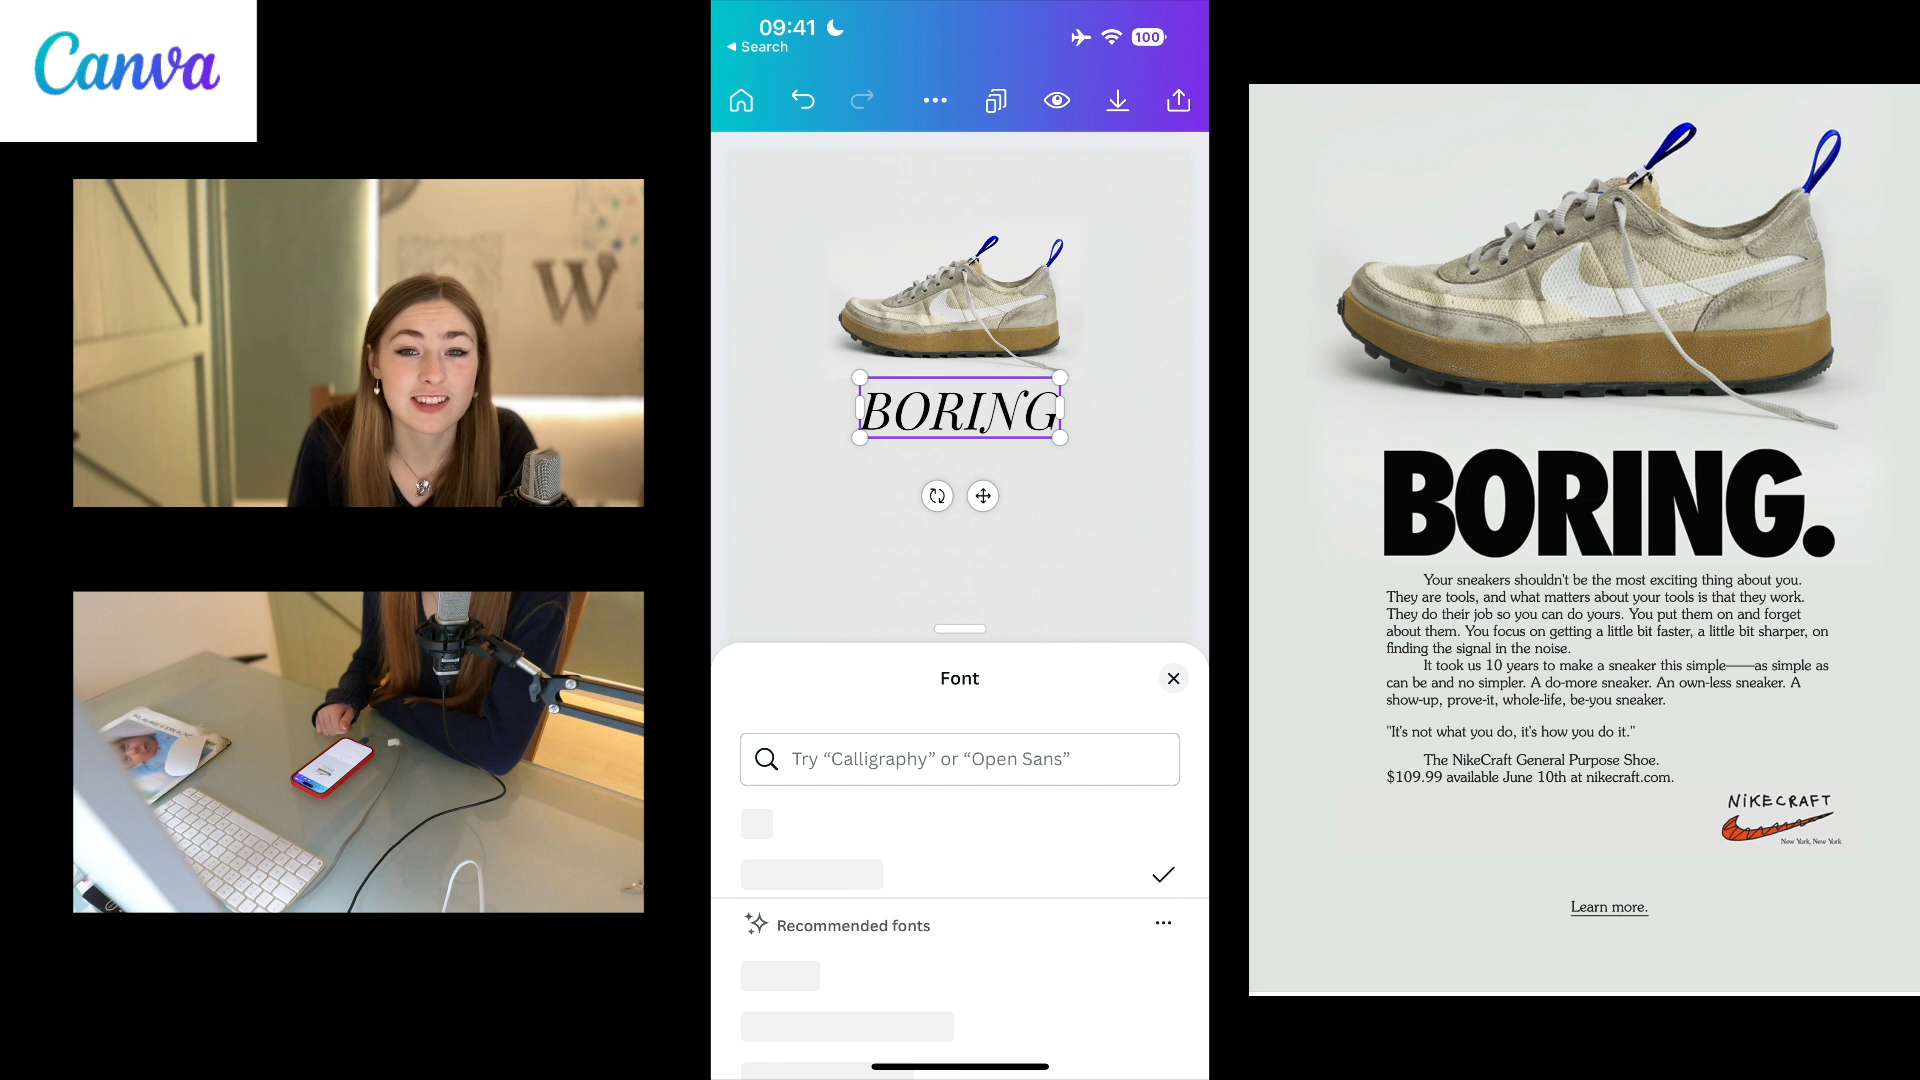 Canva
W
09:41
◄ Search
100
BORING
Font
Try “Calligraphy” or “Open Sans”
Recommended fonts
BORING.
Your sneakers shouldn't be the most exciting thing about you.
They are tools, and what matters about your tools is that they work.
They do their job so you can do yours. You put them on and forget
about them. You focus on getting a little bit faster, a little bit sharper, on
finding the signal in the noise.
It took us 10 years to make a sneaker this simple——as simple as
can be and no simpler. A do-more sneaker. An own-less sneaker. A
show-up, prove-it, whole-life, be-you sneaker.
"It's not what you do, it's how you do it."
The NikeCraft General Purpose Shoe.
$109.99 available June 10th at nikecraft.com.
NIKECRAFT
New York, New York
Learn more.